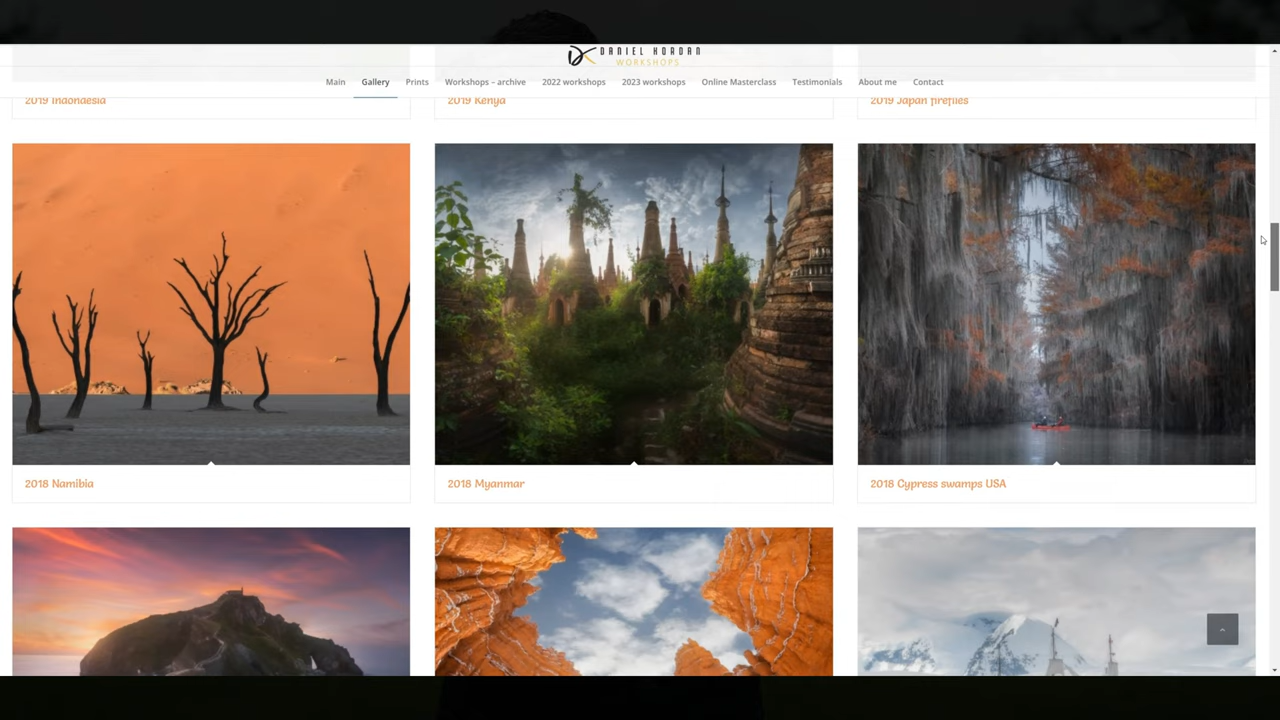 DANIEL KORDAN
WORKSHOPS
Main Gallery Prints Workshops – archive 2022 workshops 2023 workshops Online Masterclass Testimonials About me Contact
2019 Indonesia 2019 Kenya 2019 Japan fireflies
2018 Namibia 2018 Myanmar 2018 Cypress swamps USA